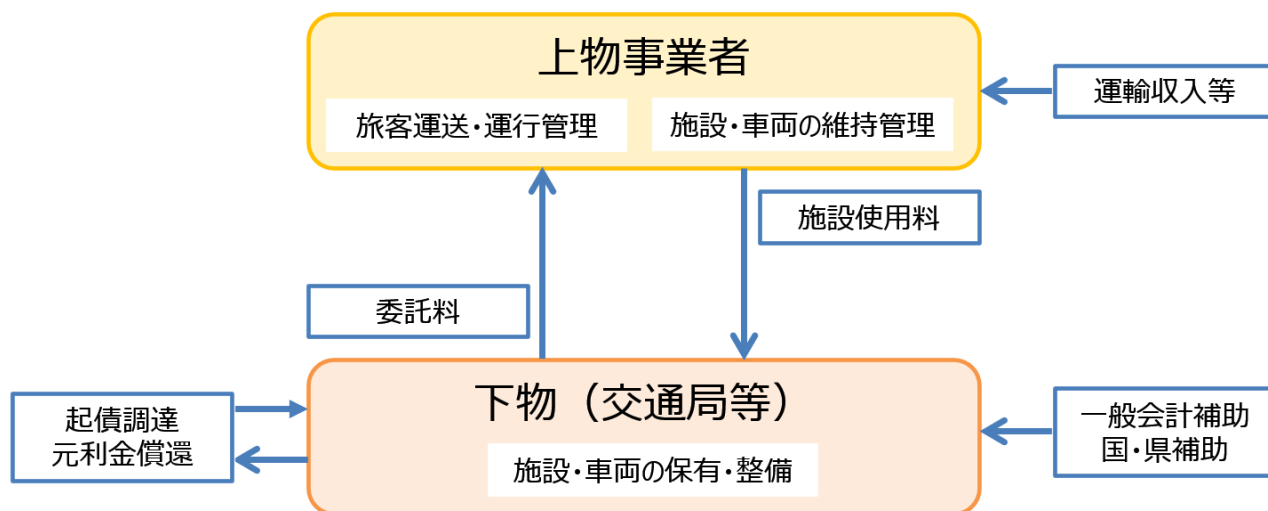 上物事業者
旅客運送・運行管理
施設・車両の維持管理
運輸収入等
施設使用料
委託料
下物（交通局等）
施設・車両の保有・整備
起債調達
元利金償還
一般会計補助
国・県補助